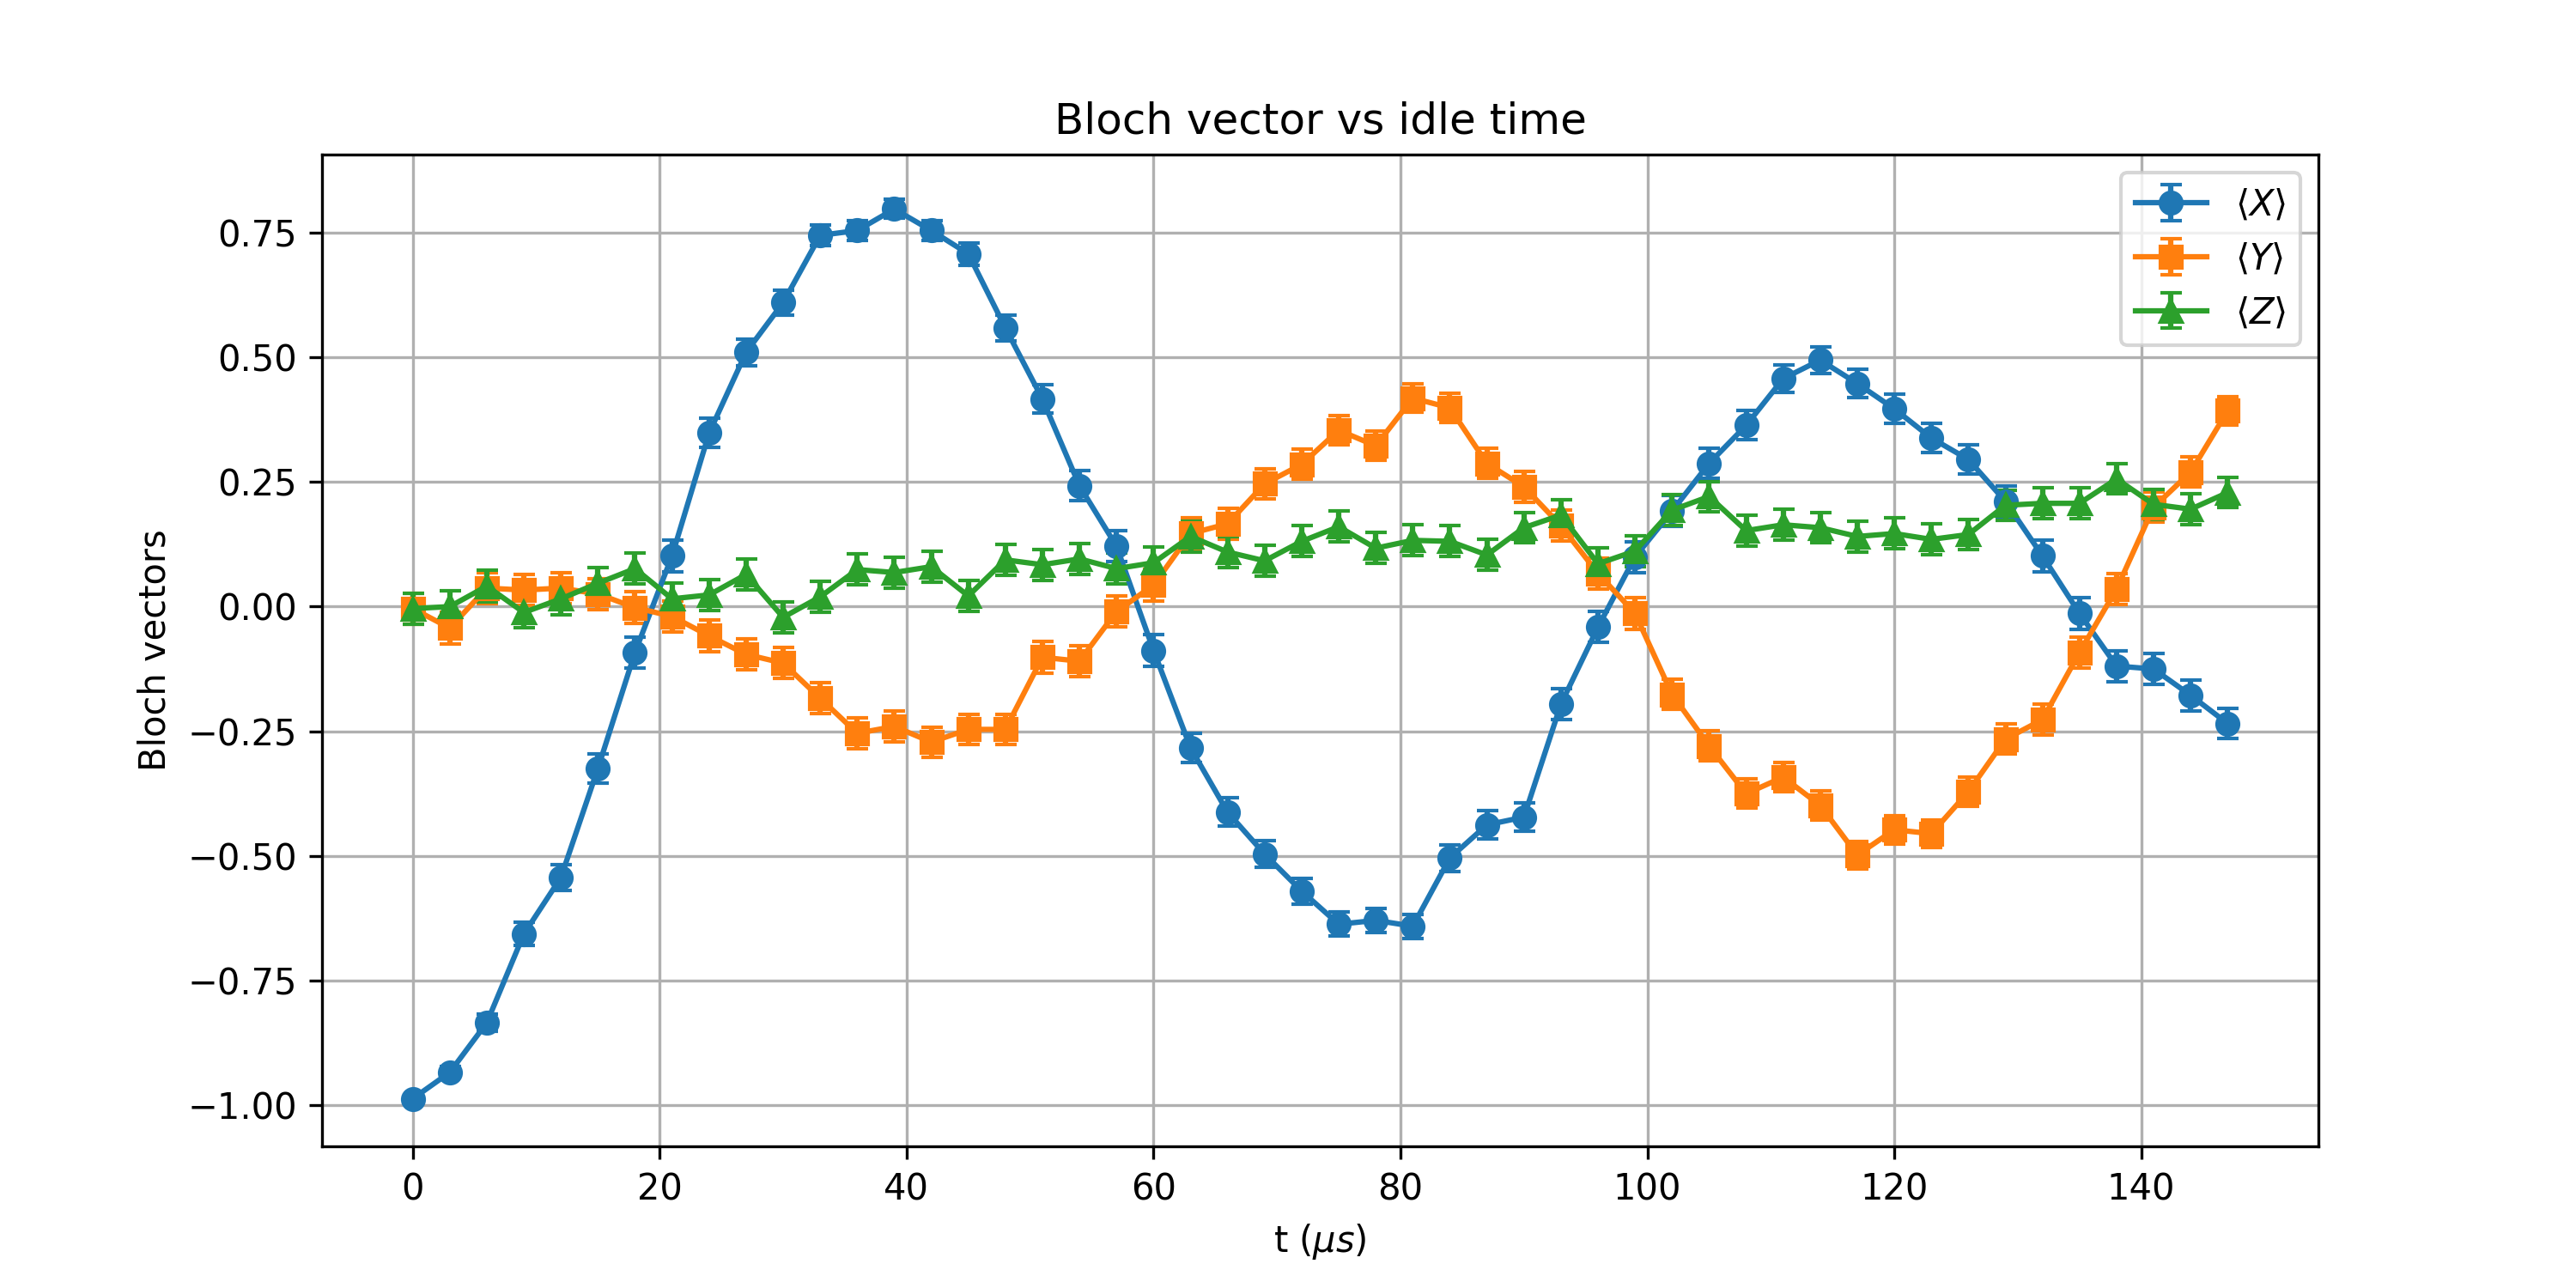 Bloch vector vs idle time
⟨X⟩
⟨Y⟩
⟨Z⟩
Bloch vectors
0.75
0.50
0.25
0.00
−0.25
−0.50
−0.75
−1.00
0 20 40 60 80 100 120 140
t (μs)